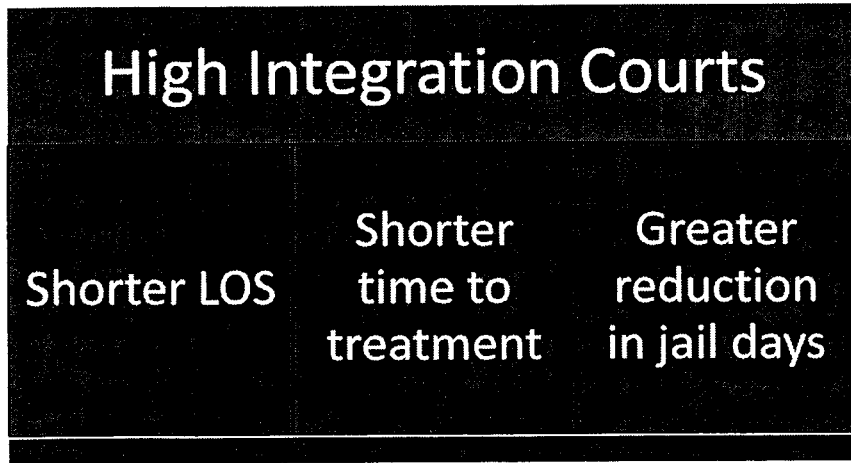 High Integration Courts
Shorter LOS
Shorter
time to
treatment
Greater
reduction
in jail days